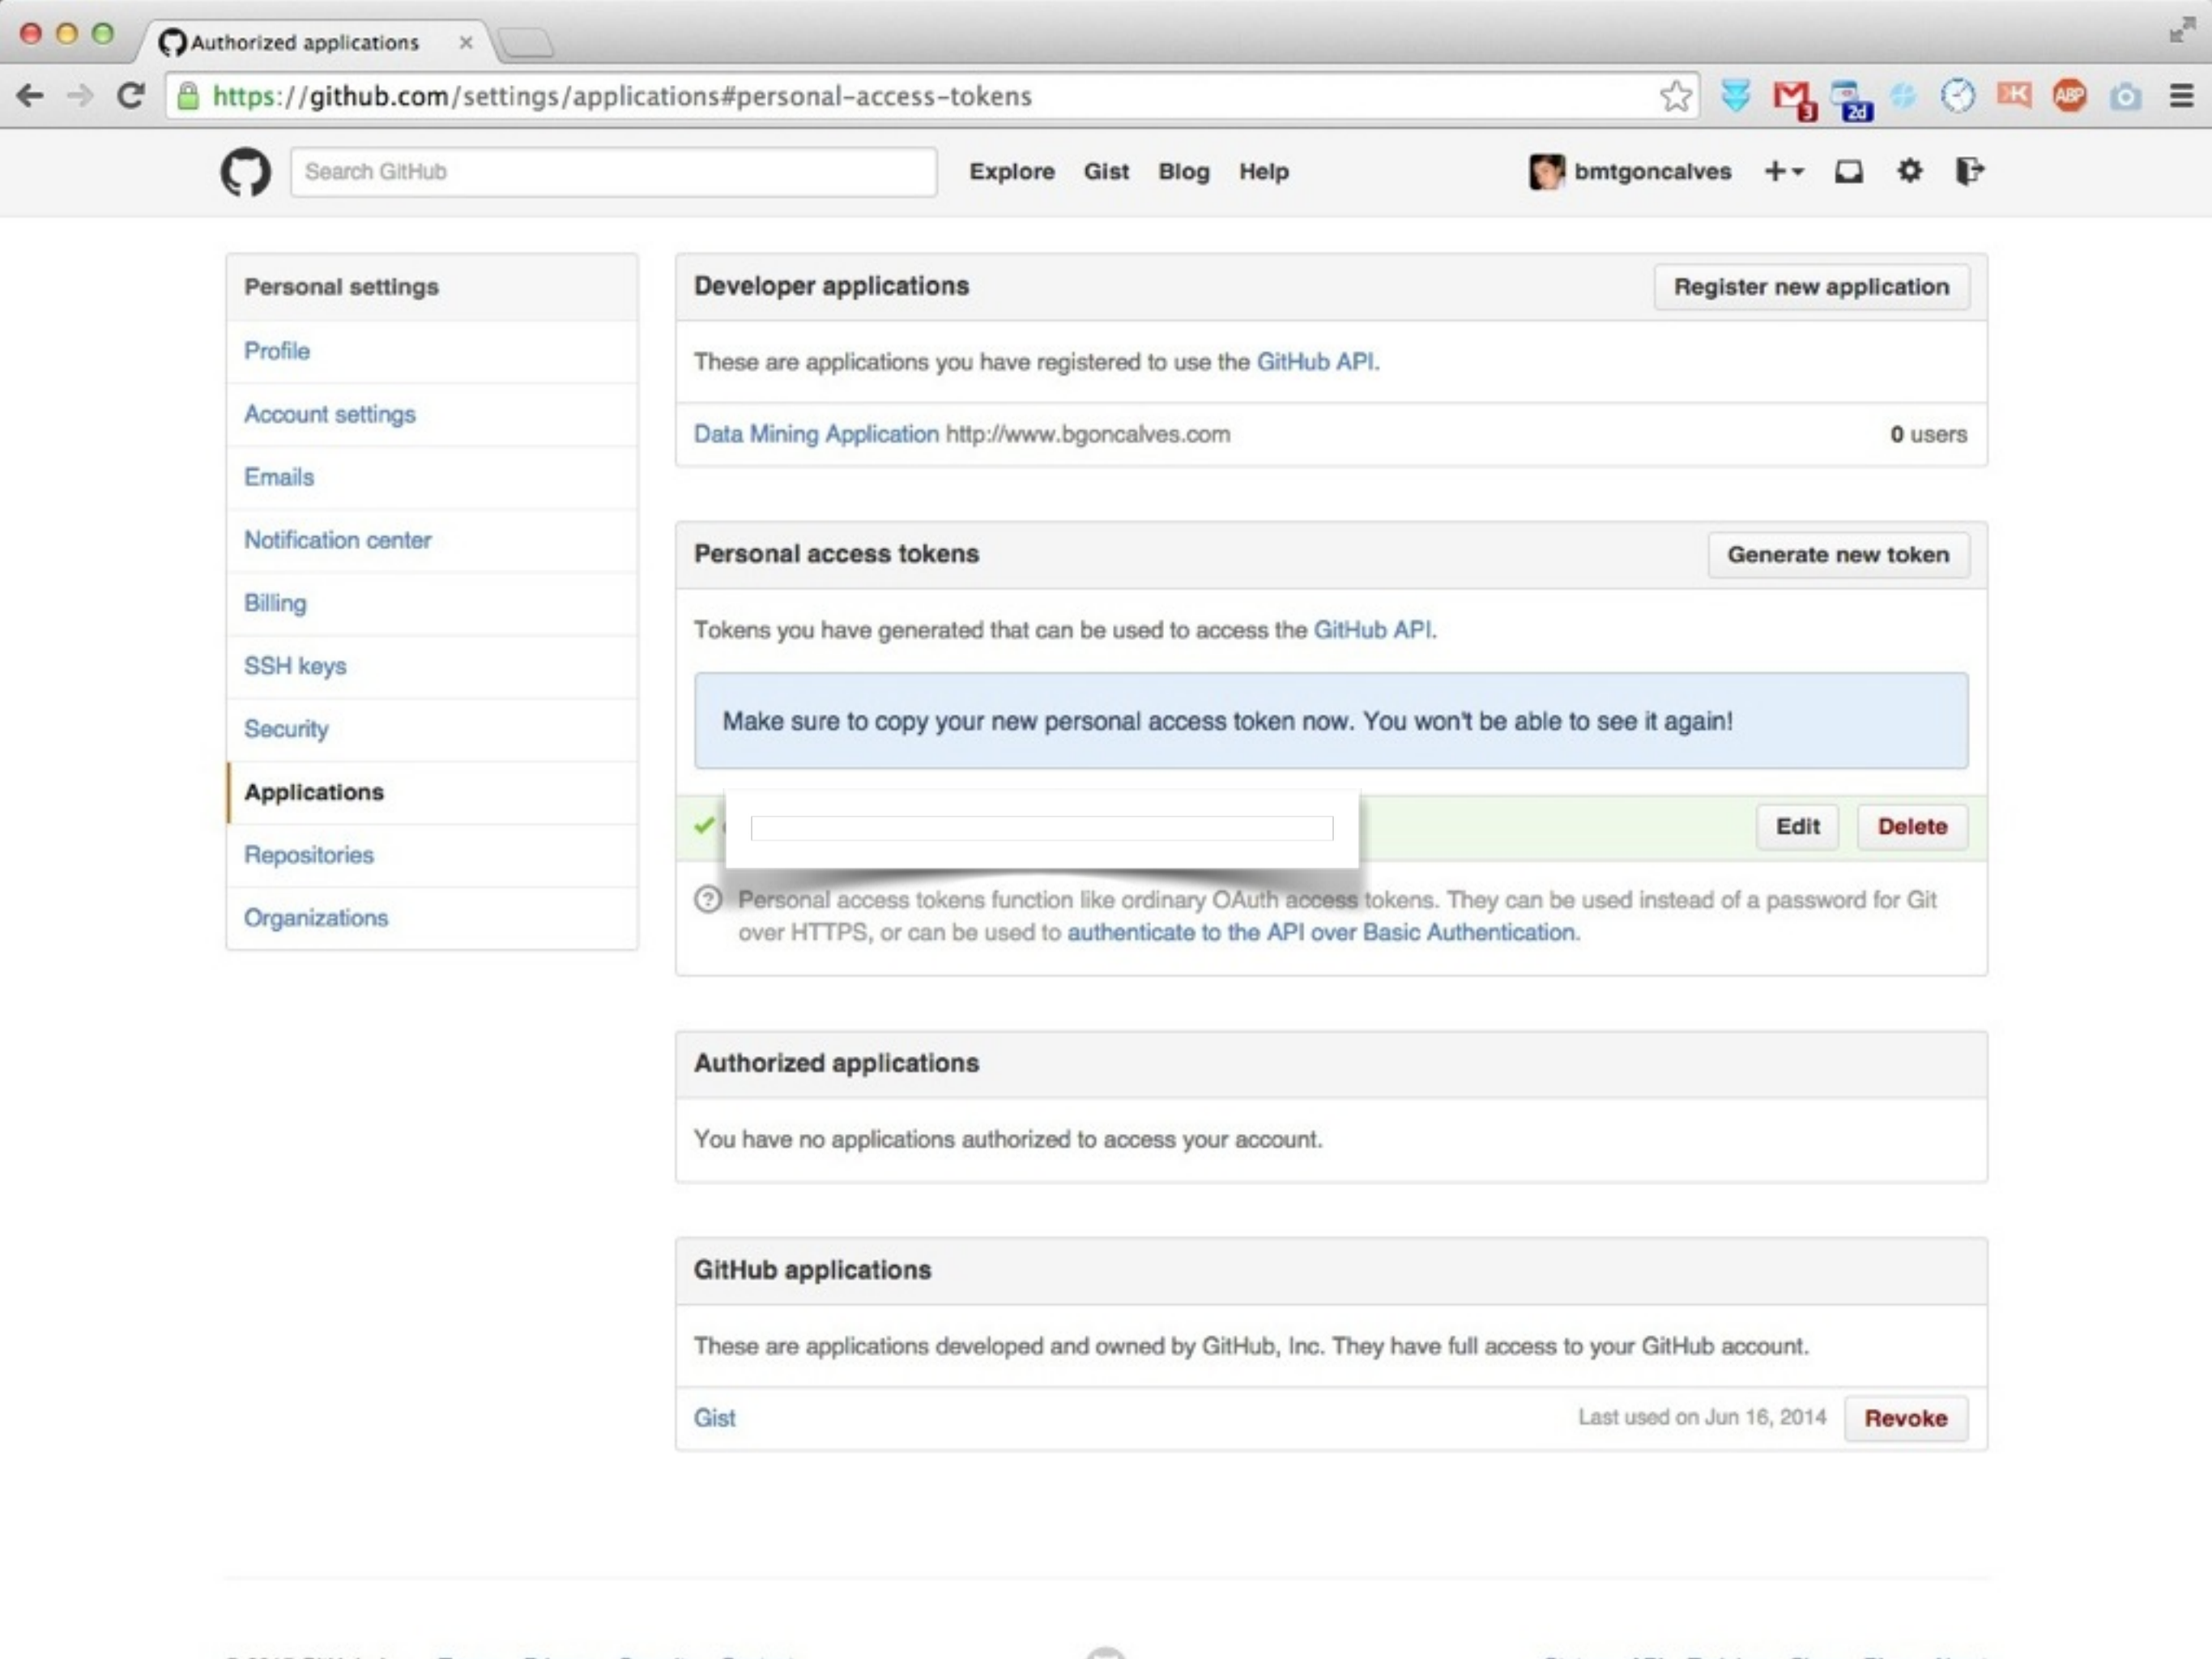 Authorized applications
https://github.com/settings/applications#personal-access-tokens
3
2d
ABP
Search GitHub
Explore
Gist
Blog
Help
bmtgoncalves
Personal settings
Profile
Account settings
Emails
Notification center
Billing
SSH keys
Security
Applications
Repositories
Organizations
Developer applications
Register new application
These are applications you have registered to use the GitHub API.
Data Mining Application http://www.bgoncalves.com
0 users
Personal access tokens
Generate new token
Tokens you have generated that can be used to access the GitHub API.
Make sure to copy your new personal access token now. You won't be able to see it again!
Edit
Delete
Personal access tokens function like ordinary OAuth access tokens. They can be used instead of a password for Git
over HTTPS, or can be used to authenticate to the API over Basic Authentication.
Authorized applications
You have no applications authorized to access your account.
GitHub applications
These are applications developed and owned by GitHub, Inc. They have full access to your GitHub account.
Gist
Last used on Jun 16, 2014
Revoke